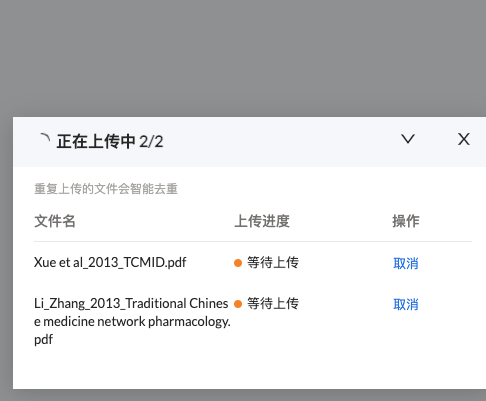 正在上传中 2/2
重复上传的文件会智能去重
文件名 上传进度 操作
Xue et al_2013_TCMID.pdf 等待上传 取消
Li_Zhang_2013_Traditional Chines 等待上传 取消
e medicine network pharmacology.
pdf